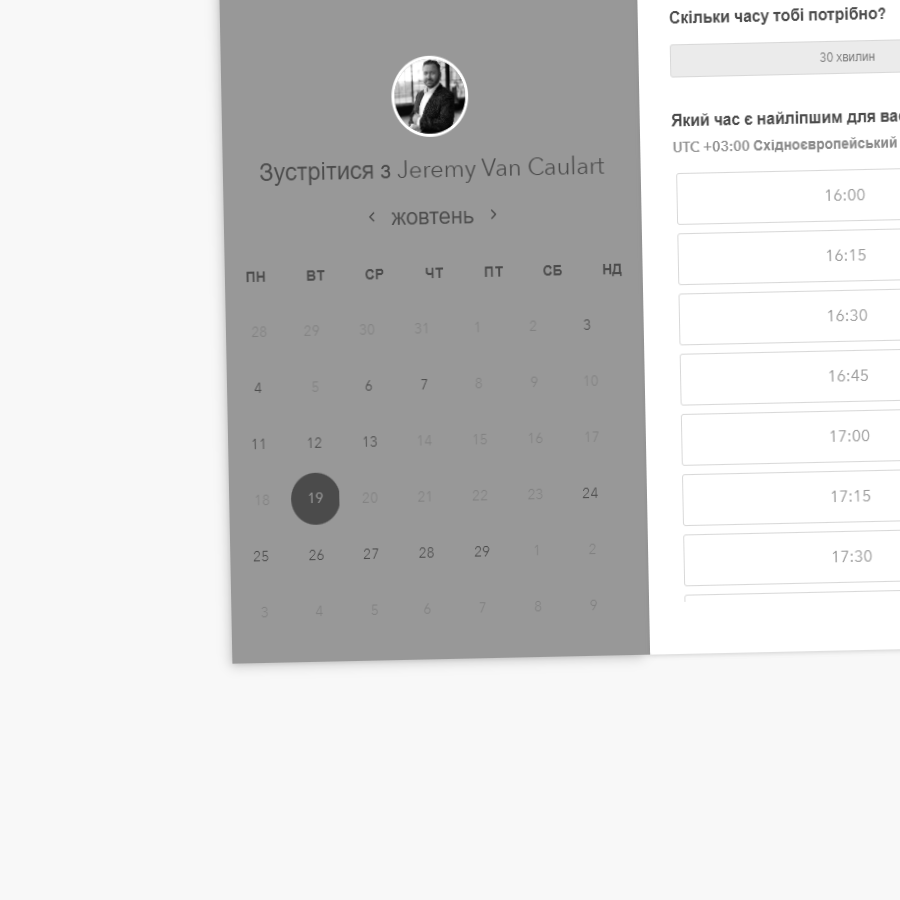 Зустрітися з Jeremy Van Caulart
‹ жовтень ›
ПН ВТ СР ЧТ ПТ СБ НД
28 29 30 31 1 2 3
4 5 6 7 8 9 10
11 12 13 14 15 16 17
18 19 20 21 22 23 24
25 26 27 28 29 1 2
3 4 5 6 7 8 9
Скільки часу тобі потрібно?
30 хвилин
Який час є найліпшим для вас
UTC +03:00 Східноєвропейський
16:00
16:15
16:30
16:45
17:00
17:15
17:30